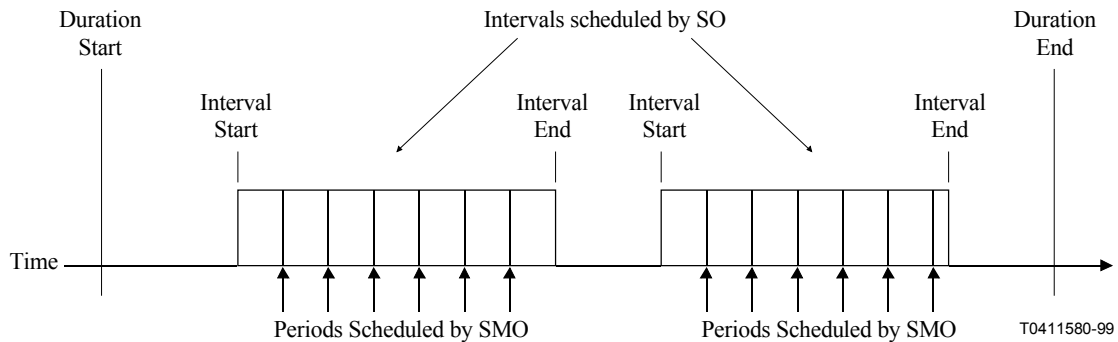 Duration
Start
Intervals scheduled by SO
Duration
End
Interval
Start
Interval
End
Interval
Start
Interval
End
Time
Periods Scheduled by SMO
Periods Scheduled by SMO
T0411580-99